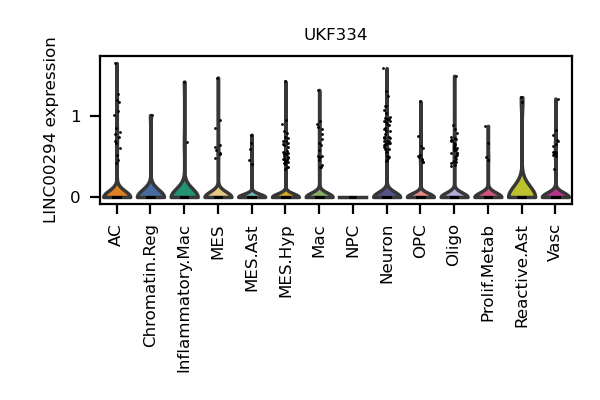 UKF334
LINC00294 expression
1
0
AC
Chromatin.Reg
Inflammatory.Mac
MES
MES.Ast
MES.Hyp
Mac
NPC
Neuron
OPC
Oligo
Prolif.Metab
Reactive.Ast
Vasc